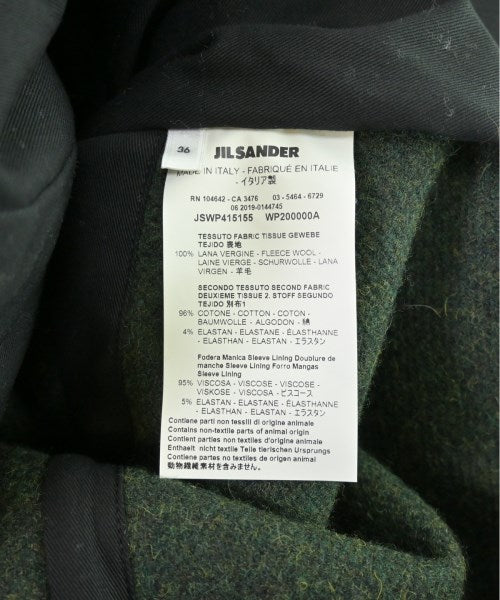 36
JILSANDER
MADE IN ITALY - FABRIQUÉ EN ITALIE
- イタリア製
RN 104642 - CA 3476 03 - 5464 - 6729
06 2019-0144745
JSWP415155 WP200000A
TESSUTO FABRIC TISSUE GEWEBE
TEJIDO 表地
100% LANA VERGINE - FLEECE WOOL -
LAINE VIERGE - SCHURWOLLE - LANA
VIRGEN - 羊毛
SECONDO TESSUTO SECOND FABRIC
DEUXIEME TISSUE 2. STOFF SEGUNDO
TEJIDO 別布1
96% COTONE - COTTON - COTON -
BAUMWOLLE - ALGODON - 綿
4% ELASTAN - ELASTANE - ÉLASTHANNE
- ELASTHAN - ELASTAN - エラスタン
Fodera Manica Sleeve Lining Doublure de
manche Sleeve Lining Forro Mangas
Sleeve Lining
95% VISCOSA - VISCOSE - VISCOSE -
VISKOSE - VISCOSA - ビスコース
5% ELASTAN - ELASTANE - ÉLASTHANNE
- ELASTHAN - ELASTAN - エラスタン
Contiene parti non tessili di origine animale
Contains non-textile parts of animal origin
Contient parties non textiles d'origine animale
Enthaelt nicht textile Teile tierischen Ursprungs
Contiene partes no textiles de origen animal
動物繊維素材を含みません。